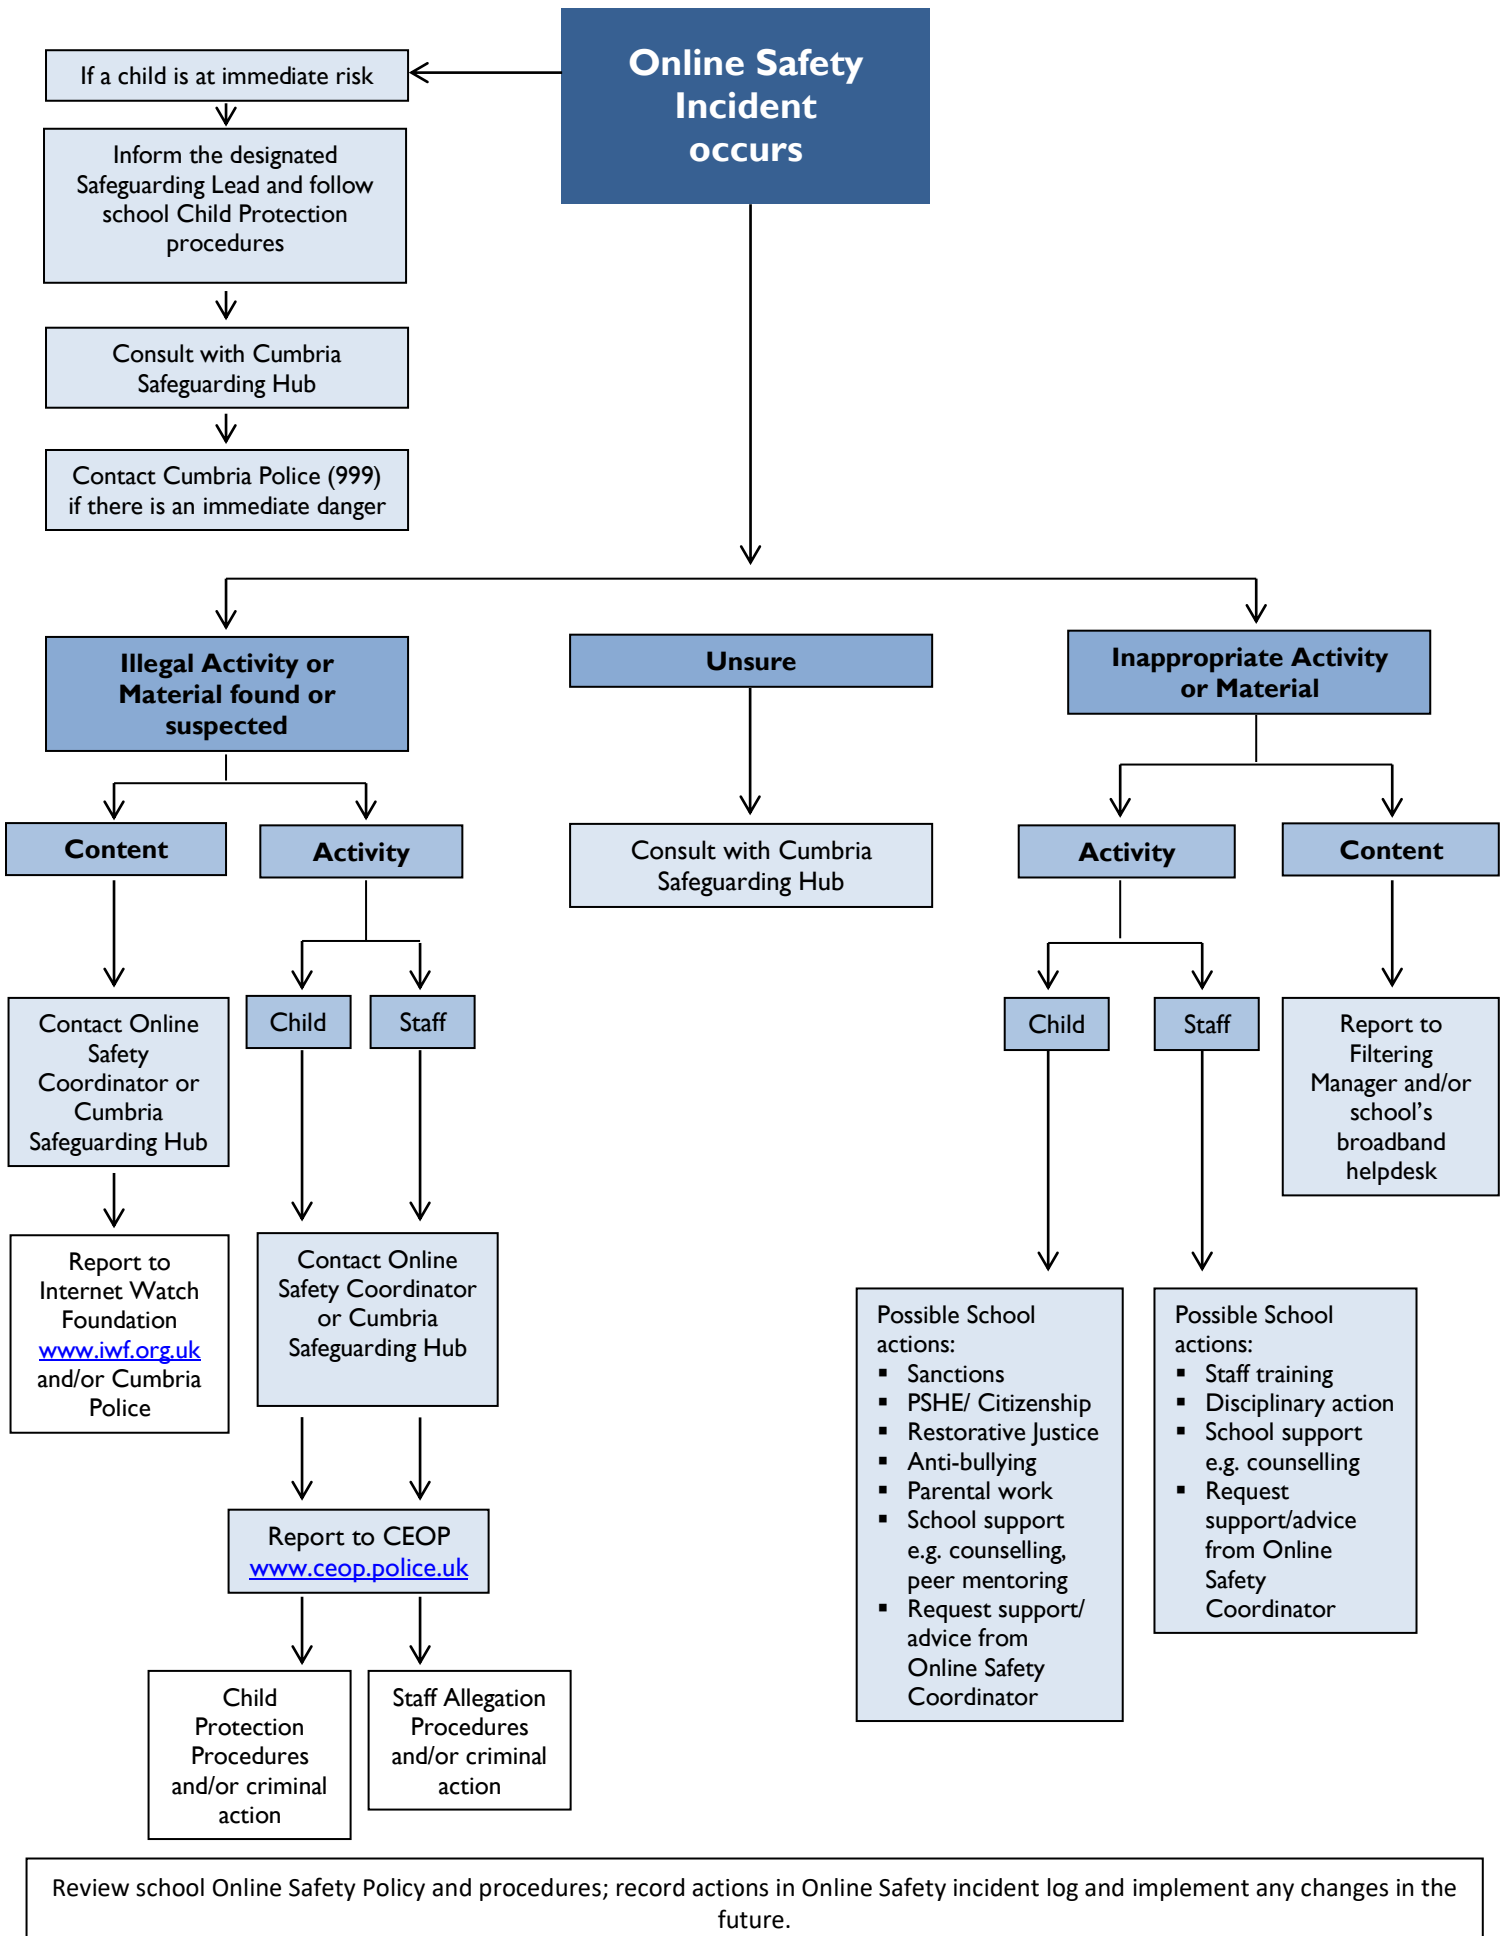 Online Safety
Incident
occurs
If a child is at immediate risk
Inform the designated
Safeguarding Lead and follow
school Child Protection
procedures
Consult with Cumbria
Safeguarding Hub
Contact Cumbria Police (999)
if there is an immediate danger
Illegal Activity or
Material found or
suspected
Unsure
Inappropriate Activity
or Material
Content
Activity
Consult with Cumbria
Safeguarding Hub
Activity
Content
Contact Online
Safety
Coordinator or
Cumbria
Safeguarding Hub
Child
Staff
Child
Staff
Report to
Filtering
Manager and/or
school’s
broadband
helpdesk
Report to
Internet Watch
Foundation
www.iwf.org.uk
and/or Cumbria
Police
Contact Online
Safety Coordinator
or Cumbria
Safeguarding Hub
Possible School
actions:
▪ Sanctions
▪ PSHE/ Citizenship
▪ Restorative Justice
▪ Anti-bullying
▪ Parental work
▪ School support
e.g. counselling,
peer mentoring
▪ Request support/
advice from
Online Safety
Coordinator
Possible School
actions:
▪ Staff training
▪ Disciplinary action
▪ School support
e.g. counselling
▪ Request
support/advice
from Online
Safety
Coordinator
Report to CEOP
www.ceop.police.uk
Child
Protection
Procedures
and/or criminal
action
Staff Allegation
Procedures
and/or criminal
action
Review school Online Safety Policy and procedures; record actions in Online Safety incident log and implement any changes in the
future.